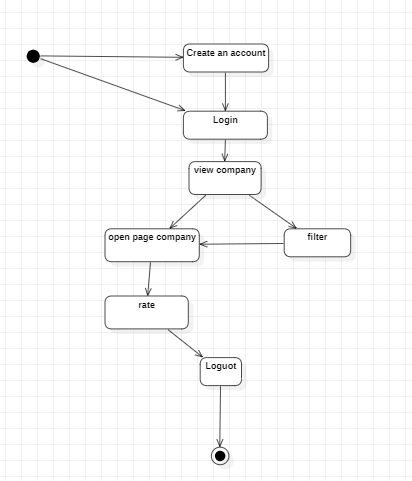 Create an account
Login
view company
open page company
filter
rate
Loguot